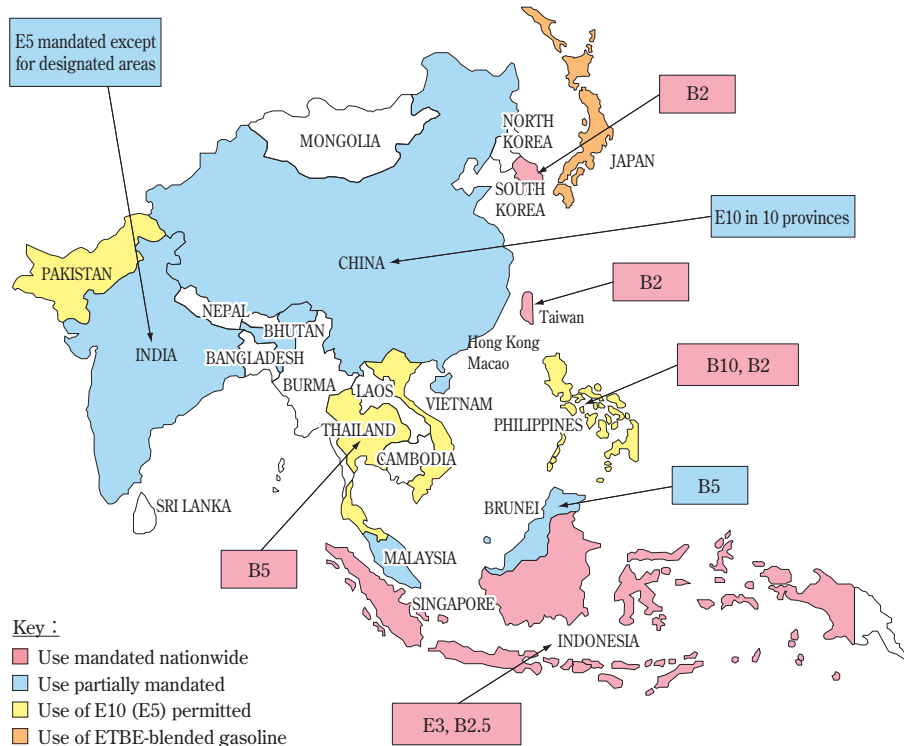 E5 mandated except
for designated areas
B2
NORTH
KOREA
MONGOLIA
JAPAN
SOUTH
KOREA
E10 in 10 provinces
CHINA
PAKISTAN
B2
NEPAL
Taiwan
BHUTAN
Hong Kong
Macao
INDIA
BANGLADESH
B10, B2
BURMA
LAOS
VIETNAM
PHILIPPINES
THAILAND
CAMBODIA
SRI LANKA
BRUNEI
B5
B5
MALAYSIA
SINGAPORE
INDONESIA
Key :
Use mandated nationwide
Use partially mandated
Use of E10 (E5) permitted
Use of ETBE-blended gasoline
E3, B2.5